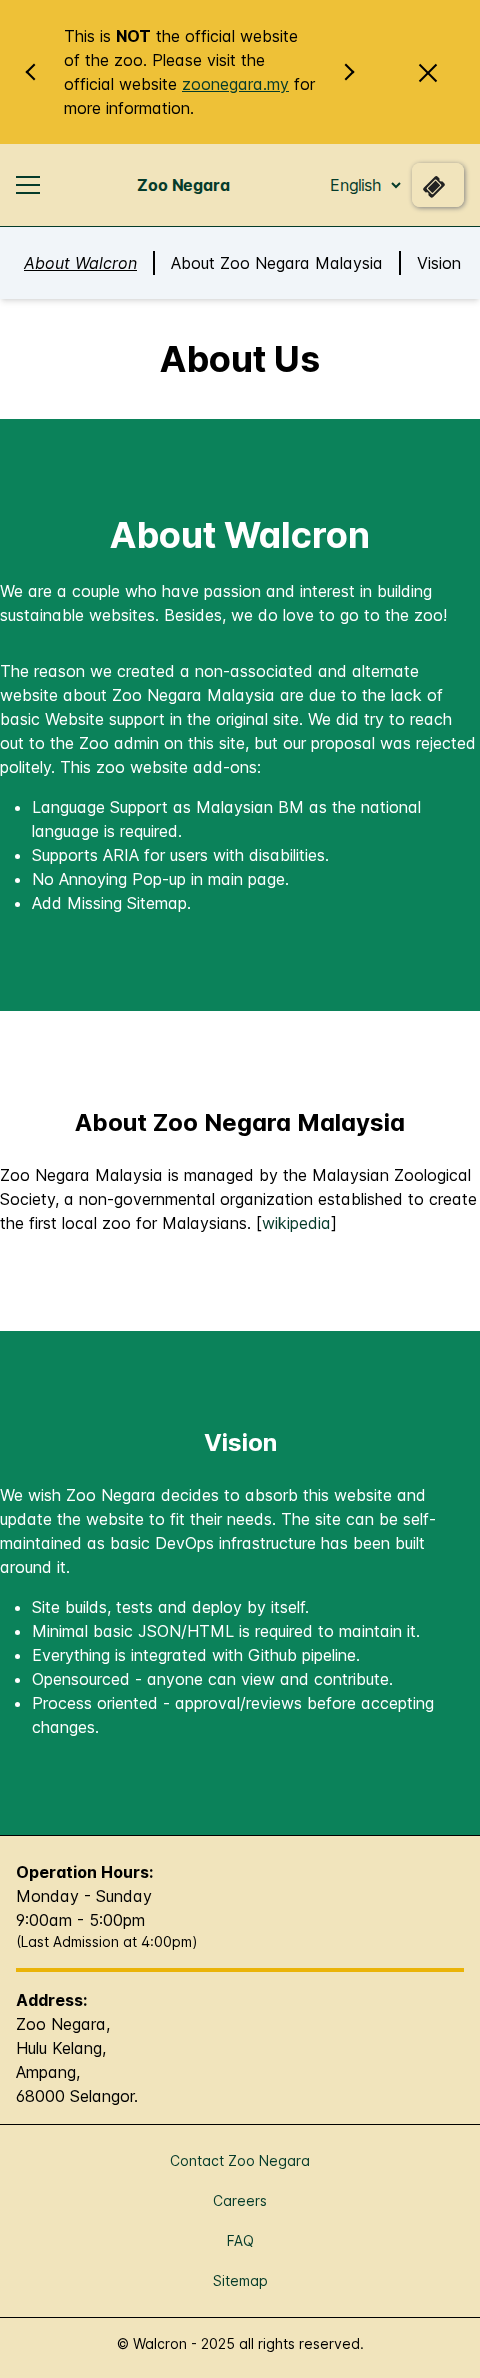 This is NOT the official website
of the zoo. Please visit the
official website zoonegara.my for
more information.
Zoo Negara
English
About Walcron
About Zoo Negara Malaysia
Vision
About Us
About Walcron
We are a couple who have passion and interest in building
sustainable websites. Besides, we do love to go to the zoo!
The reason we created a non-associated and alternate
website about Zoo Negara Malaysia are due to the lack of
basic Website support in the original site. We did try to reach
out to the Zoo admin on this site, but our proposal was rejected
politely. This zoo website add-ons:
• Language Support as Malaysian BM as the national
language is required.
• Supports ARIA for users with disabilities.
• No Annoying Pop-up in main page.
• Add Missing Sitemap.
About Zoo Negara Malaysia
Zoo Negara Malaysia is managed by the Malaysian Zoological
Society, a non-governmental organization established to create
the first local zoo for Malaysians. [wikipedia]
Vision
We wish Zoo Negara decides to absorb this website and
update the website to fit their needs. The site can be self-
maintained as basic DevOps infrastructure has been built
around it.
• Site builds, tests and deploy by itself.
• Minimal basic JSON/HTML is required to maintain it.
• Everything is integrated with Github pipeline.
• Opensourced - anyone can view and contribute.
• Process oriented - approval/reviews before accepting
changes.
Operation Hours:
Monday - Sunday
9:00am - 5:00pm
(Last Admission at 4:00pm)
Address:
Zoo Negara,
Hulu Kelang,
Ampang,
68000 Selangor.
Contact Zoo Negara
Careers
FAQ
Sitemap
© Walcron - 2025 all rights reserved.